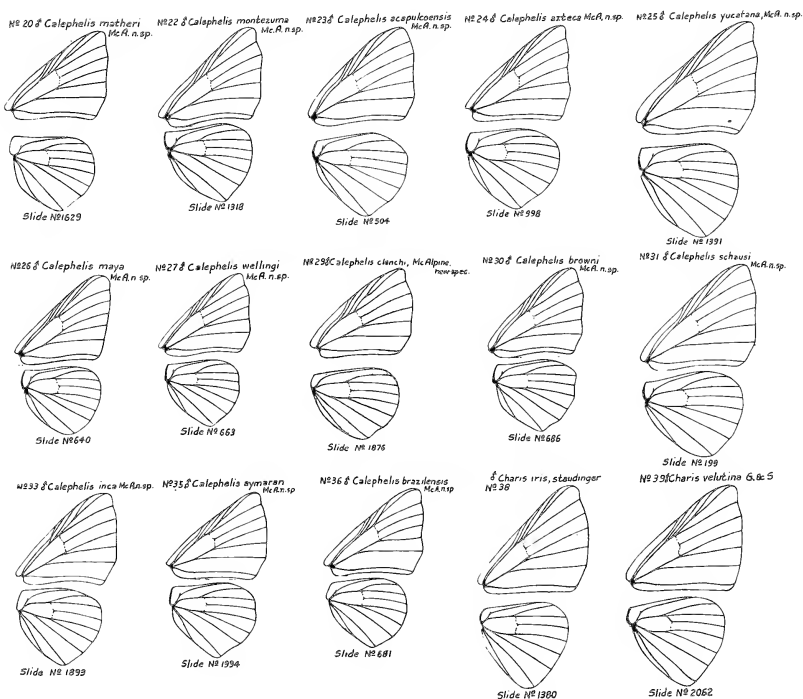 Nº 20 ♂ Calephelis matheri
McA. n. sp.
Nº 22 ♂ Calephelis montezuma
McA. n. sp.
Nº 23 ♂ Calephelis acapulcoensis
McA. n. sp.
Nº 24 ♂ Calephelis azteca McA. n. sp.
Nº 25 ♂ Calephelis yucatana, McA. n. sp.
Slide Nº 1629
Slide Nº 1318
Slide Nº 504
Slide Nº 998
Slide Nº 1391
Nº 26 ♂ Calephelis maya
McA. n sp.
Nº 27 ♂ Calephelis wellingi
McA. n. sp.
Nº 29 ♂ Calephelis clenchi, McAlpine.
new spec.
Nº 30 ♂ Calephelis browni
McA. n. sp.
Nº 31 ♂ Calephelis schausi
McA. n. sp.
Slide Nº 640
Slide Nº 663
Slide Nº 1876
Slide Nº 686
Slide Nº 199
Nº 33 ♂ Calephelis inca McA. n. sp.
Nº 35 ♂ Calephelis aymaran
McA. n. sp
Nº 36 ♂ Calephelis brazilensis
McA. n. sp
♂ Charis iris, staudinger
Nº 38
Nº 39 ♂ Charis velutina G. & S
Slide Nº 1899
Slide Nº 1994
Slide Nº 681
Slide Nº 1380
Slide Nº 2062